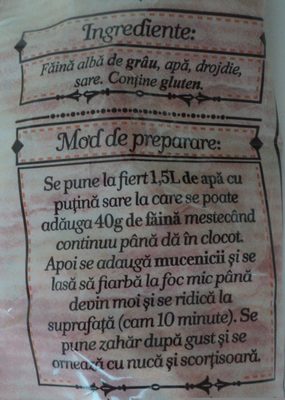 Ingrediente:
Făină albă de grâu, apă, drojdie,
sare. Conține gluten.
Mod de preparare:
Se pune la fiert 1,5L de apă cu
puțină sare la care se poate
adăuga 40g de făină mestecând
continuu până dă în clocot.
Apoi se adaugă mucenicii și se
lasă să fiarbă la foc mic până
devin moi și se ridică la
suprafață (cam 10 minute). Se
pune zahăr după gust și se
ornează cu nucă și scorțisoară.